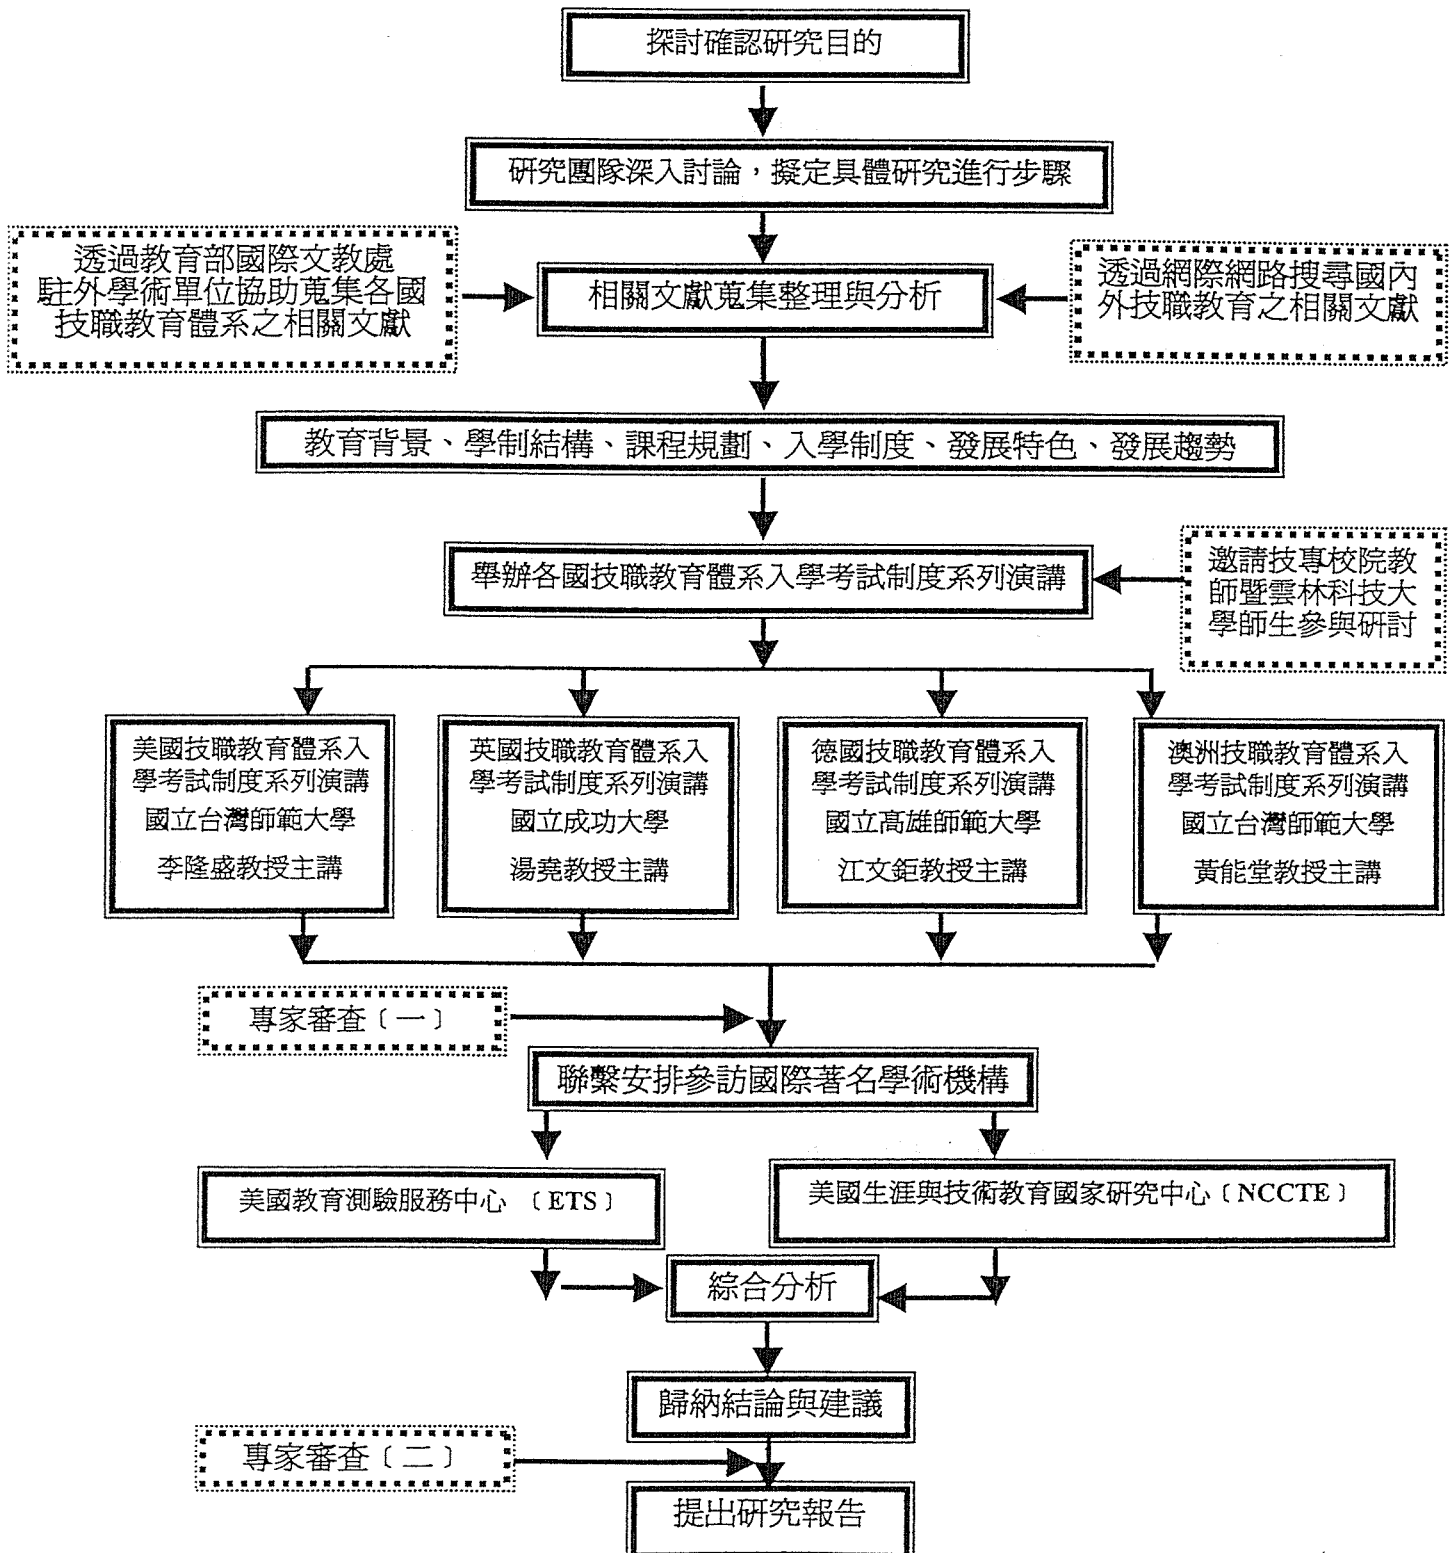 探討確認研究目的
研究團隊深入討論，擬定具體研究進行步驟
透過教育部國際文教處
駐外學術單位協助蒐集各國
技職教育體系之相關文獻
相關文獻蒐集整理與分析
透過網際網路搜尋國內
外技職教育之相關文獻
教育背景、學制結構、課程規劃、入學制度、發展特色、發展趨勢
舉辦各國技職教育體系入學考試制度系列演講
邀請技專校院教
師暨雲林科技大
學師生參與研討
美國技職教育體系入
學考試制度系列演講
國立台灣師範大學
李隆盛教授主講
英國技職教育體系入
學考試制度系列演講
國立成功大學
湯堯教授主講
德國技職教育體系入
學考試制度系列演講
國立高雄師範大學
江文鉅教授主講
澳洲技職教育體系入
學考試制度系列演講
國立台灣師範大學
黃能堂教授主講
專家審查﹝一﹞
聯繫安排參訪國際著名學術機構
美國教育測驗服務中心 ﹝ETS﹞
美國生涯與技術教育國家研究中心﹝NCCTE﹞
綜合分析
歸納結論與建議
專家審查﹝二﹞
提出研究報告